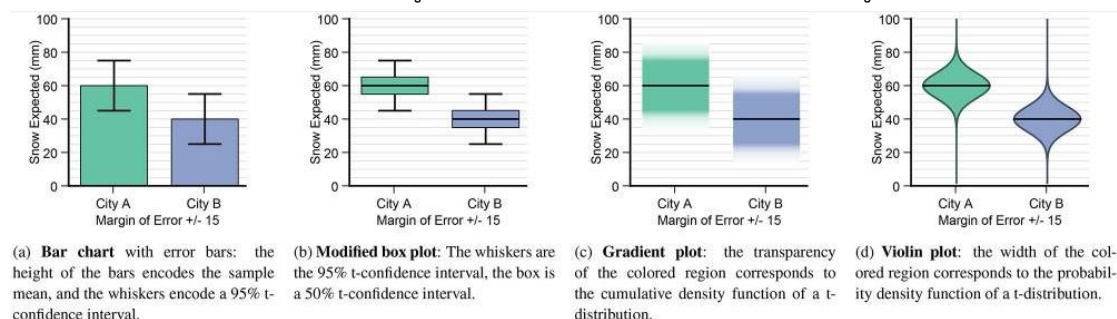 100
80
60
40
20
0
Snow Expected (mm)
City A City B
Margin of Error +/- 15
100
80
60
40
20
0
Snow Expected (mm)
City A City B
Margin of Error +/- 15
100
80
60
40
20
0
Snow Expected (mm)
City A City B
Margin of Error +/- 15
100
80
60
40
20
0
Snow Expected (mm)
City A City B
Margin of Error +/- 15
(a) Bar chart with error bars: the
height of the bars encodes the sample
mean, and the whiskers encode a 95% t-
confidence interval.
(b) Modified box plot: The whiskers are
the 95% t-confidence interval, the box is
a 50% t-confidence interval.
(c) Gradient plot: the transparency
of the colored region corresponds to
the cumulative density function of a t-
distribution.
(d) Violin plot: the width of the col-
ored region corresponds to the probabil-
ity density function of a t-distribution.